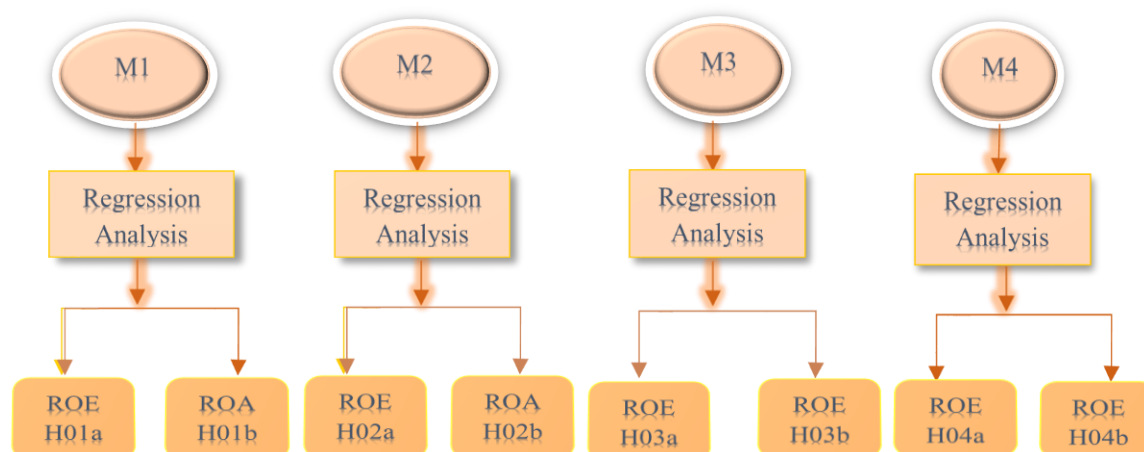 M1
M2
M3
M4
Regression
Analysis
Regression
Analysis
Regression
Analysis
Regression
Analysis
ROE
H01a
ROA
H01b
ROE
H02a
ROA
H02b
ROE
H03a
ROE
H03b
ROE
H04a
ROE
H04b